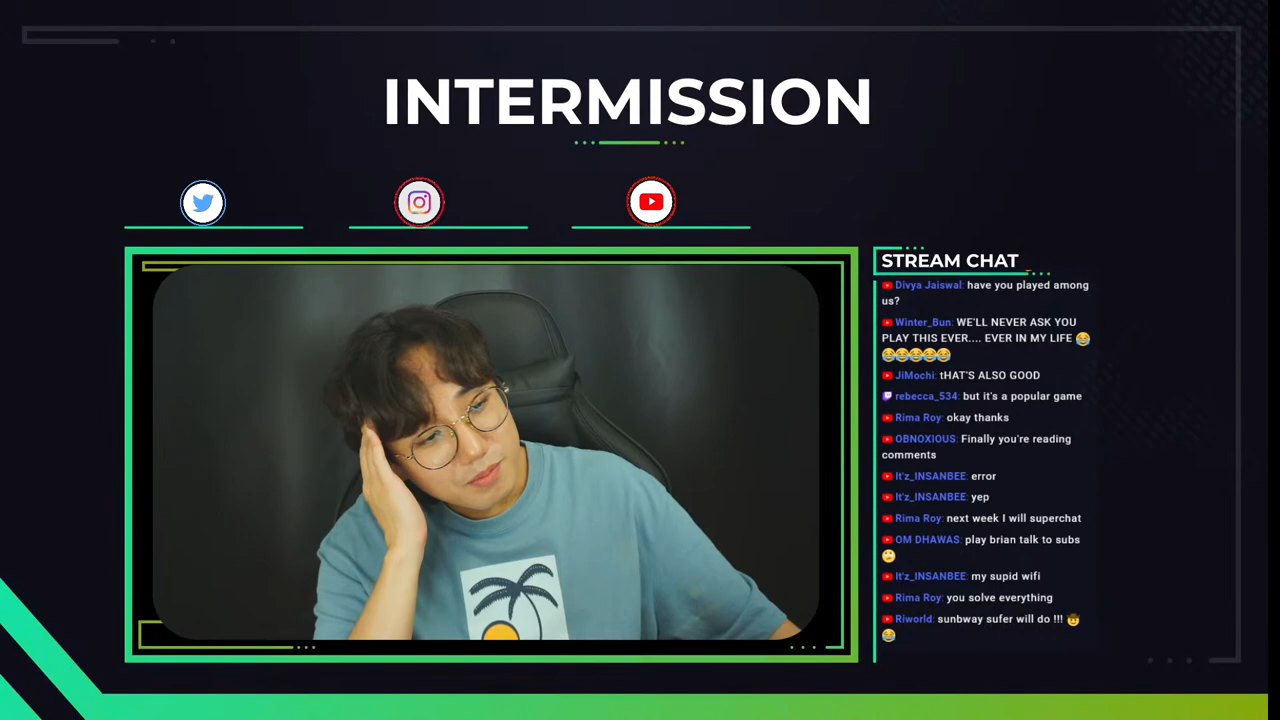 INTERMISSION
STREAM CHAT
Divya Jaiswal: have you played among
us?
Winter_Bun: WE'LL NEVER ASK YOU
PLAY THIS EVER.... EVER IN MY LIFE 😂
😂😂😂😂😂
JiMochi: tHAT'S ALSO GOOD
rebecca_534: but it's a popular game
Rima Roy: okay thanks
OBNOXIOUS: Finally you're reading
comments
It'z_INSANBEE: error
It'z_INSANBEE: yep
Rima Roy: next week I will superchat
OM DHAWAS: play brian talk to subs
🙄
It'z_INSANBEE: my supid wifi
Rima Roy: you solve everything
Riworld: sunbway sufer will do !!! 🤠
😂